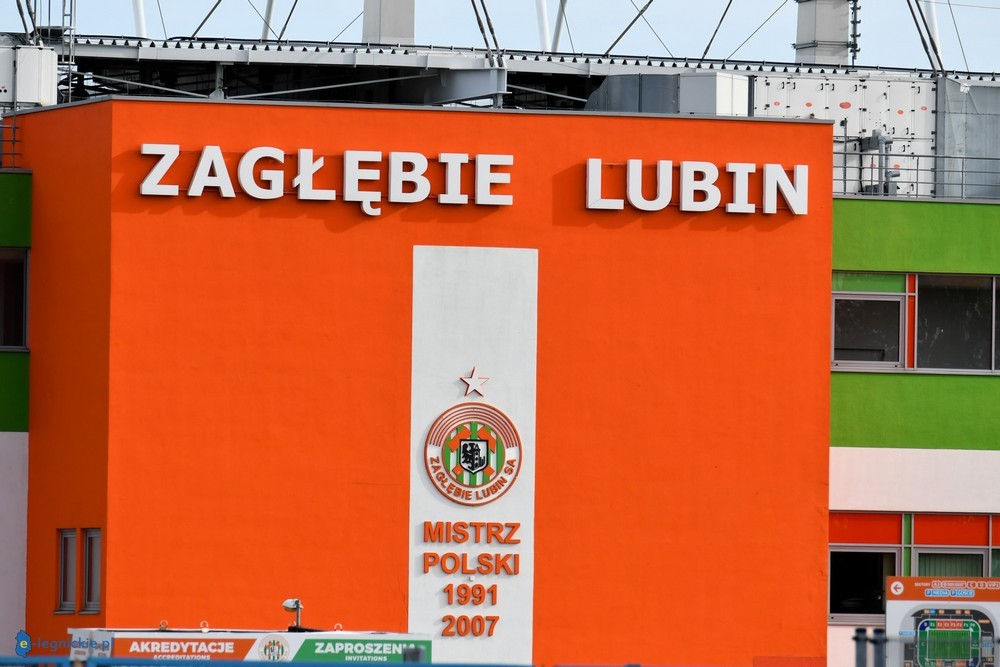 ZAGŁĘBIE LUBIN
ZAGŁĘBIE LUBIN SA
MISTRZ
POLSKI
1991
2007
AKREDYTACJE
ACCREDITATIONS
ZAPROSZENIA
INVITATIONS
e-legnickie.pl